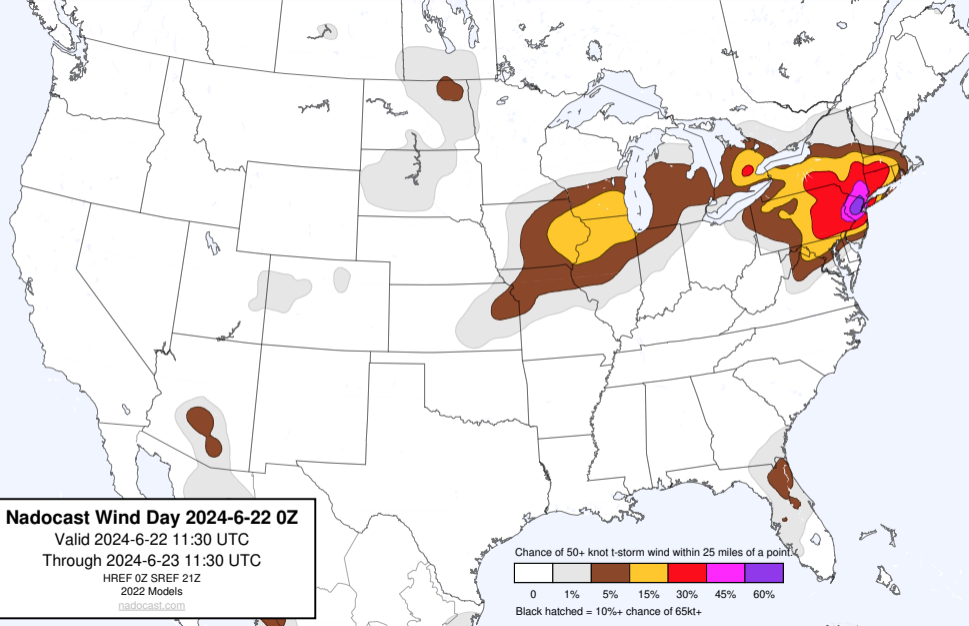 Nadocast Wind Day 2024-6-22 0Z
Valid 2024-6-22 11:30 UTC
Through 2024-6-23 11:30 UTC
HREF 0Z SREF 21Z
2022 Models
nadocast.com
Chance of 50+ knot t-storm wind within 25 miles of a point.
0 1% 5% 15% 30% 45% 60%
Black hatched = 10%+ chance of 65kt+